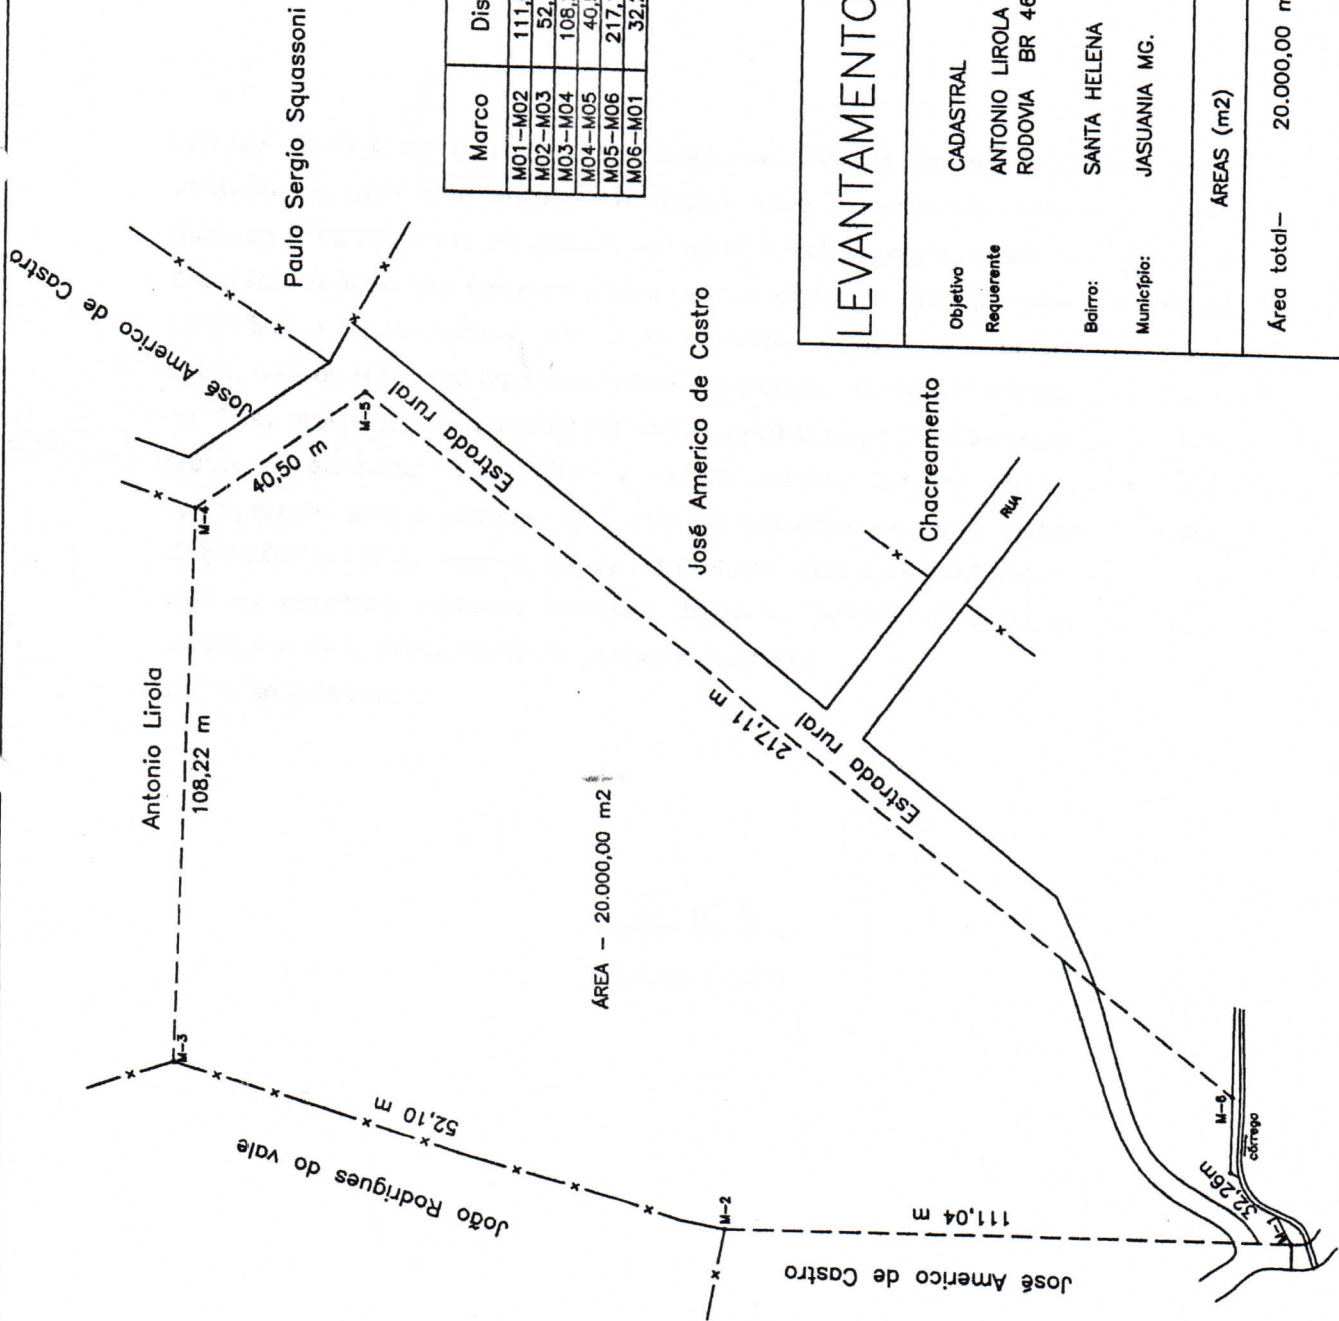 José Americo de Castro
Paulo Sergio Squassoni
Marco Dis
M01-M02 111,
M02-M03 52,
M03-M04 108,
M04-M05 40,
M05-M06 217,
M06-M01 32,
Antonio Lirola
108,22 m
M-4
40,50 m
M-5
Estrada rural
M-3
52,10 m
João Rodrigues do vale
ÁREA - 20.000,00 m2
217,11 m
José Americo de Castro
Estrada rural
Chacreamento
RUA
M-2
111,04 m
José Americo de Castro
M-6
córrego
32,26m
M-1
LEVANTAMENTO
Objetivo CADASTRAL
Requerente ANTONIO LIROLA
RODOVIA BR 46
Bairro: SANTA HELENA
Município: JASUANIA MG.
ÁREAS (m2)
Área total- 20.000,00 m